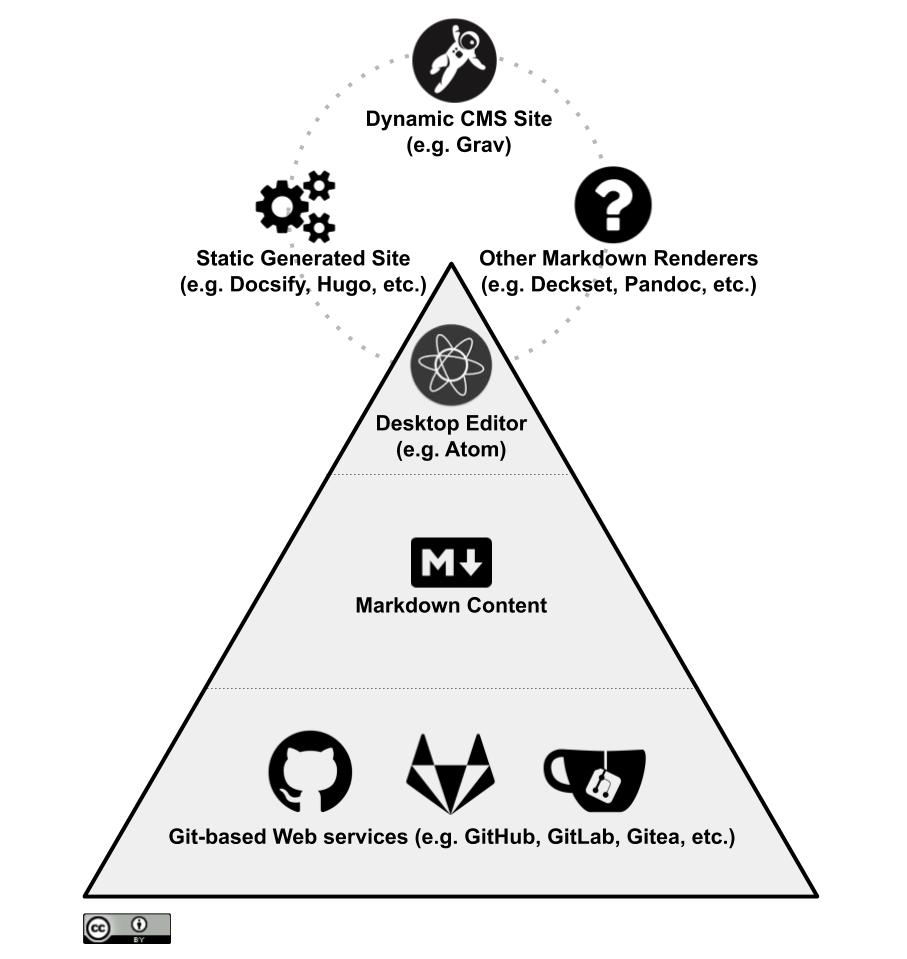 Dynamic CMS Site
(e.g. Grav)
Static Generated Site
(e.g. Docsify, Hugo, etc.)
?
Other Markdown Renderers
(e.g. Deckset, Pandoc, etc.)
Desktop Editor
(e.g. Atom)
M
Markdown Content
Git-based Web services (e.g. GitHub, GitLab, Gitea, etc.)
cc
BY